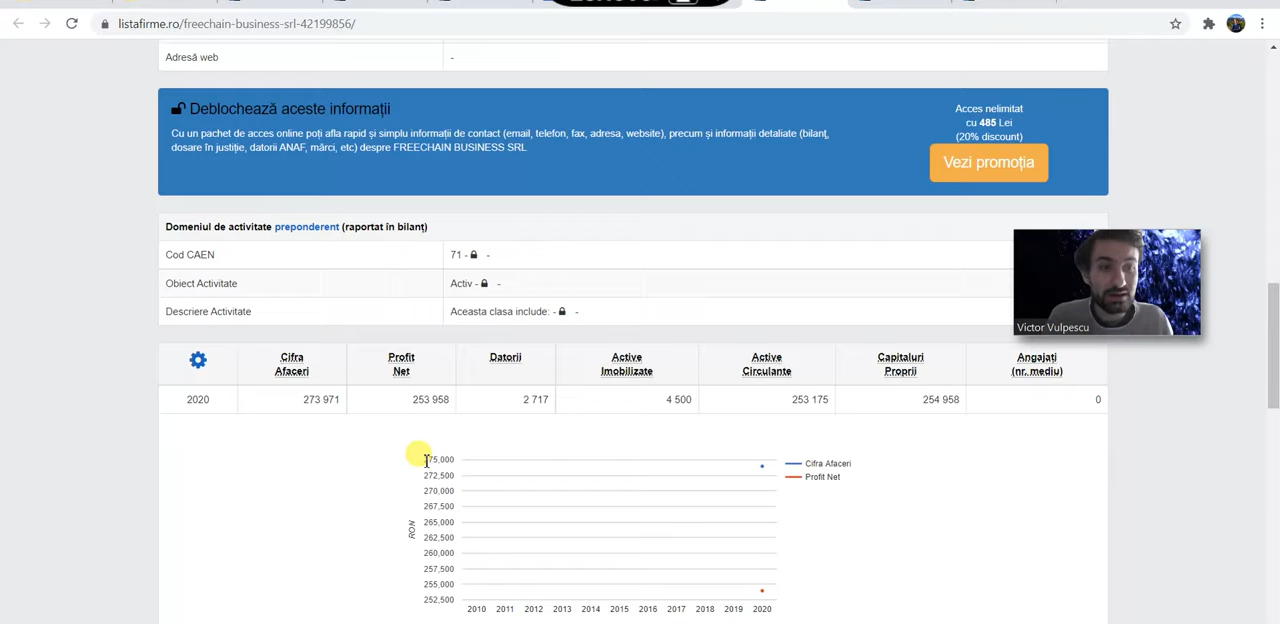 listafirme.ro/freechain-business-srl-42199856/
Adresă web -
Deblochează aceste informații
Acces nelimitat
Cu un pachet de acces online poți afla rapid și simplu informații de contact (email, telefon, fax, adresa, website), precum și informații detaliate (bilanț,
cu 485 Lei
dosare în justiție, datorii ANAF, mărci, etc) despre FREECHAIN BUSINESS SRL
(20% discount)
Vezi promoția
Domeniul de activitate preponderent (raportat în bilanț)
Cod CAEN 71 - -
Obiect Activitate Activ - -
Descriere Activitate Aceasta clasa include: - -
Victor Vulpescu
Cifra Profit Datorii Active Active Capitaluri Angajați
Afaceri Net Imobilizate Circulante Proprii (nr. mediu)
2020 273 971 253 958 2 717 4 500 253 175 254 958 0
275,000
Cifra Afaceri
272,500
Profit Net
270,000
267,500
265,000
RON
262,500
260,000
257,500
255,000
252,500
2010 2011 2012 2013 2014 2015 2016 2017 2018 2019 2020